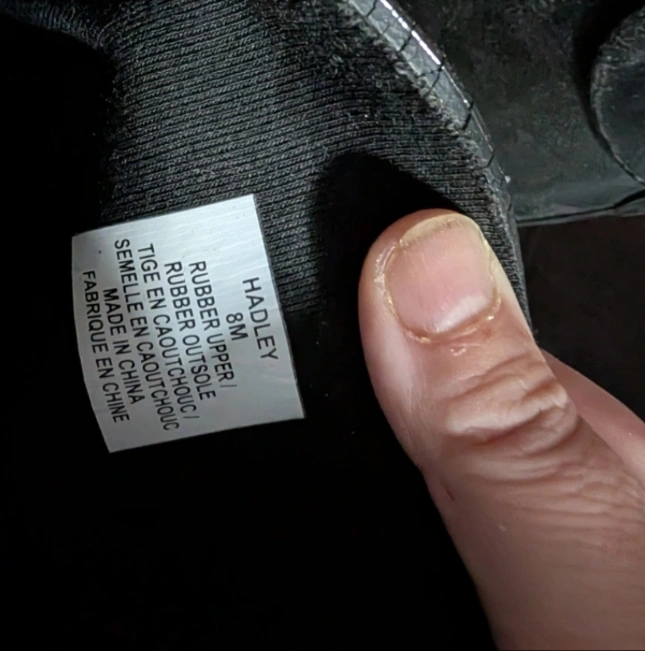 HADLEY
8M
RUBBER UPPER /
RUBBER OUTSOLE
TIGE EN CAOUTCHOUC /
SEMELLE EN CAOUTCHOUC
MADE IN CHINA
FABRIQUE EN CHINE